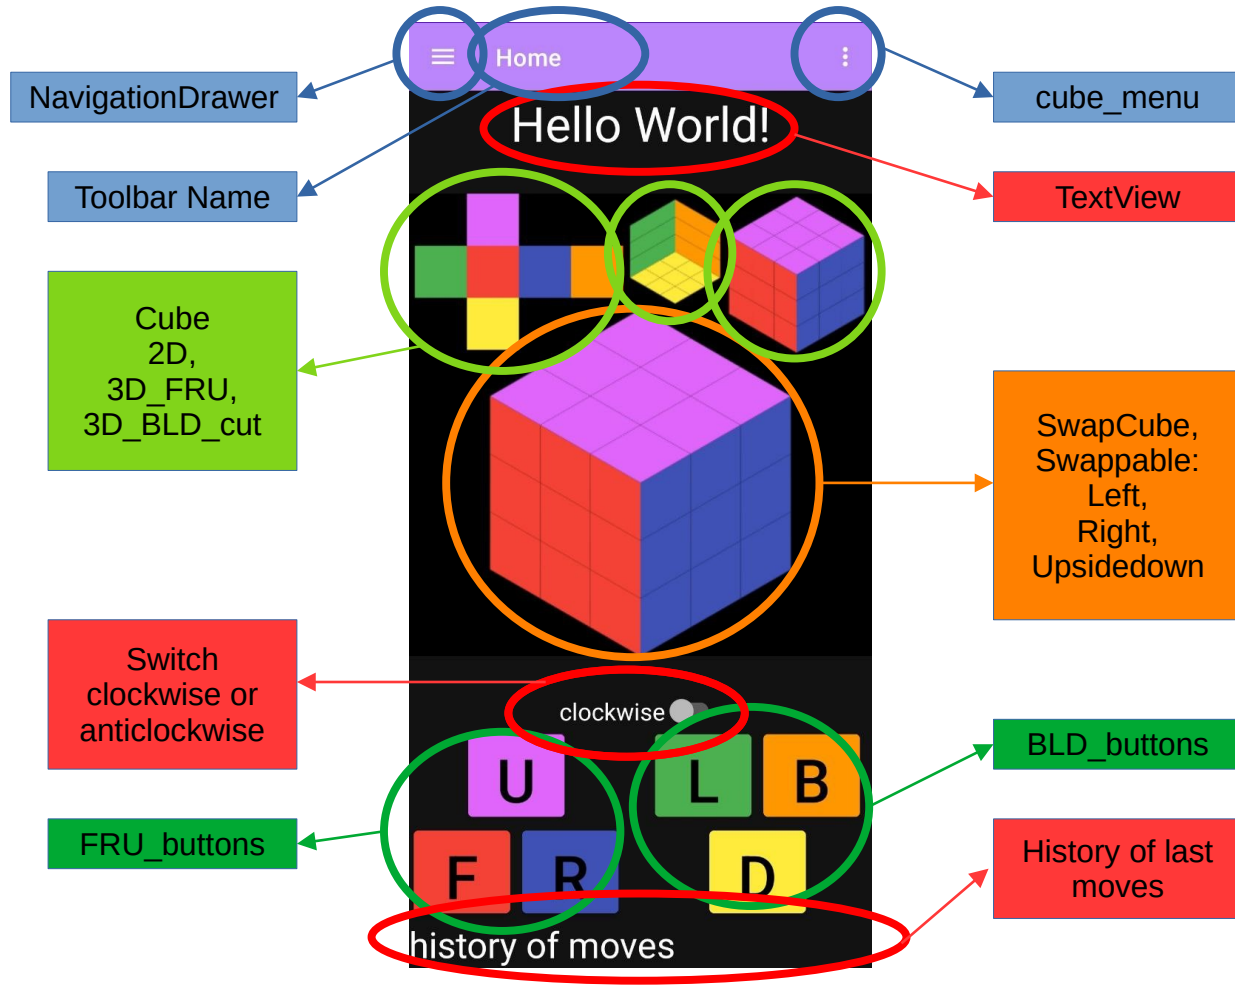 Home
NavigationDrawer
cube_menu
Hello World!
Toolbar Name
TextView
Cube
2D,
3D_FRU,
3D_BLD_cut
SwapCube,
Swappable:
Left,
Right,
Upsidedown
Switch
clockwise or
anticlockwise
clockwise
BLD_buttons
U
L
B
FRU_buttons
F
R
D
History of last
moves
history of moves